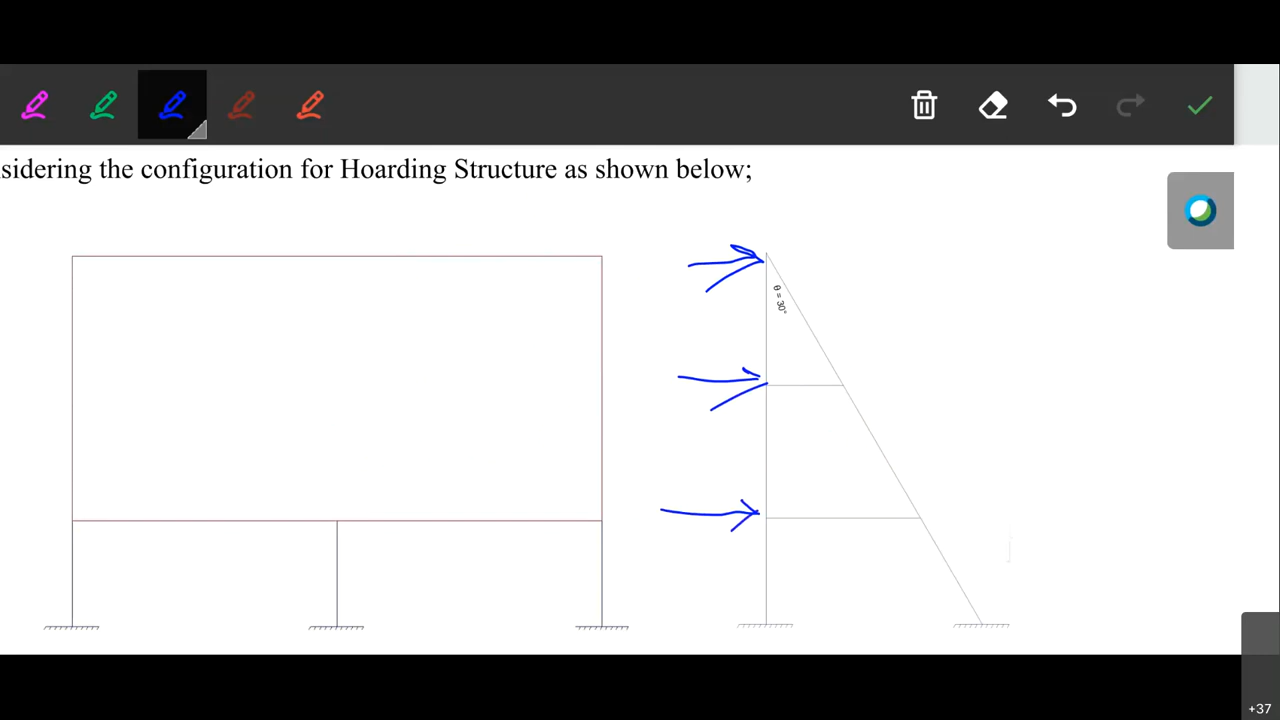 sidering the configuration for Hoarding Structure as shown below;
θ = 30°
+37